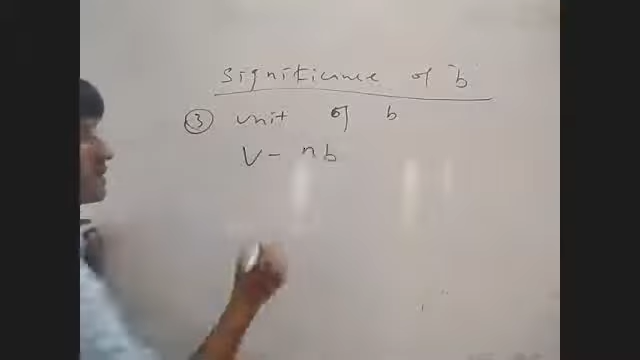 Significance of 'b'
③ unit of b
V - nb